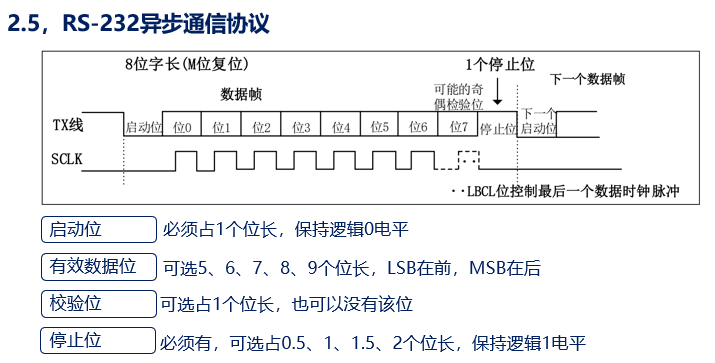 2.5，RS-232异步通信协议
8位字长(M位复位)
1个停止位
数据帧
可能的奇偶检验位
下一个数据帧
TX线
启动位 位0 位1 位2 位3 位4 位5 位6 位7 停止位 下一个启动位
SCLK
··LBCL位控制最后一个数据时钟脉冲
启动位 必须占1个位长，保持逻辑0电平
有效数据位 可选5、6、7、8、9个位长，LSB在前，MSB在后
校验位 可选占1个位长，也可以没有该位
停止位 必须有，可选占0.5、1、1.5、2个位长，保持逻辑1电平